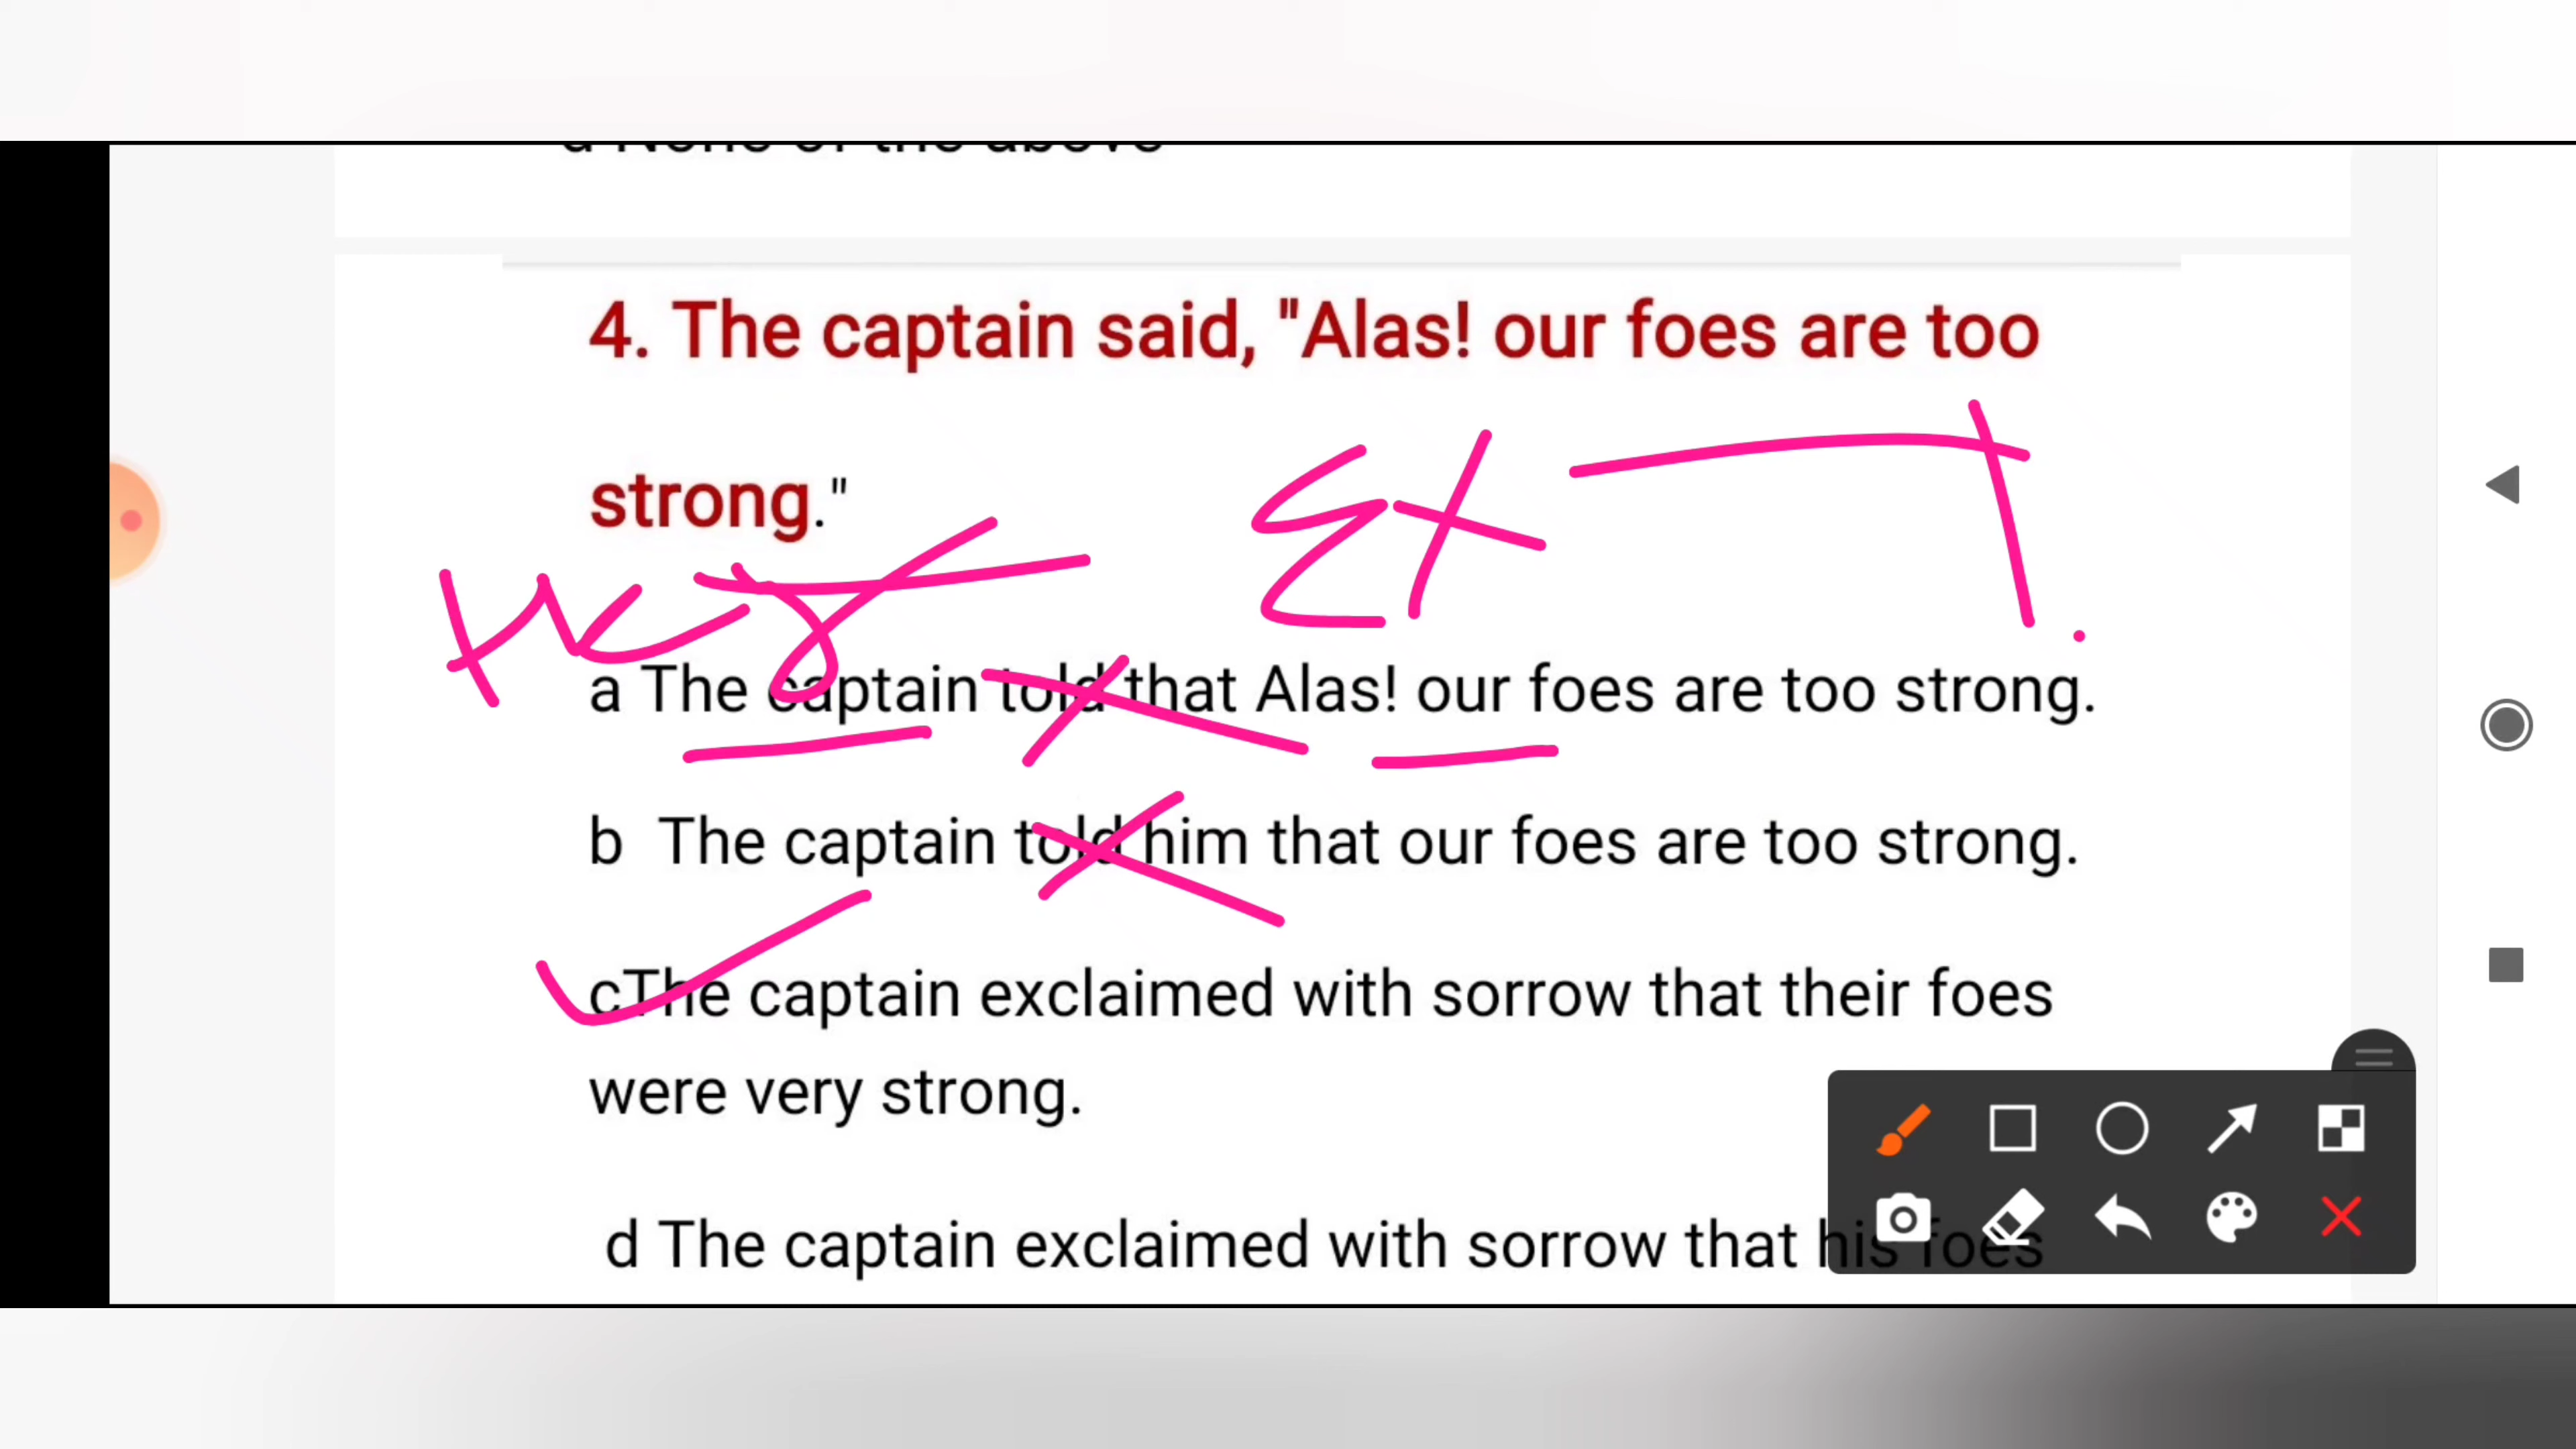 4. The captain said, "Alas! our foes are too
strong."
a The captain told that Alas! our foes are too strong.
b The captain told him that our foes are too strong.
cThe captain exclaimed with sorrow that their foes
were very strong.
d The captain exclaimed with sorrow that his foes